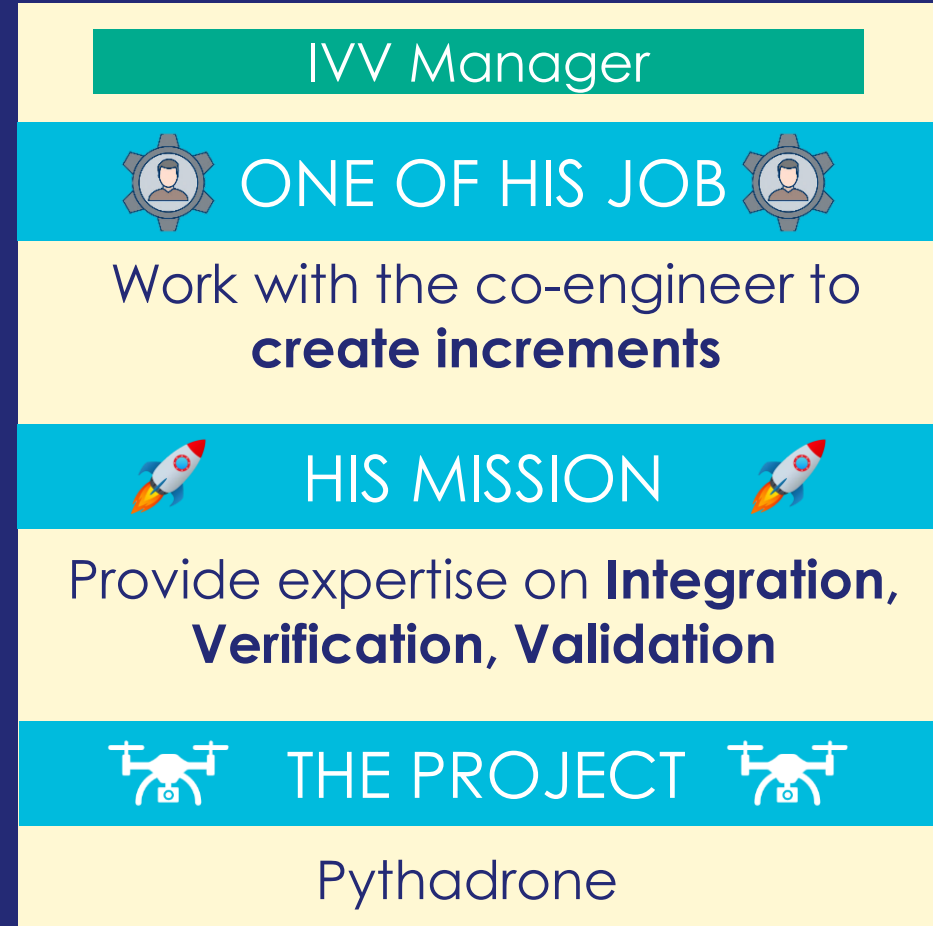 IVV Manager
ONE OF HIS JOB
Work with the co-engineer to
create increments
HIS MISSION
Provide expertise on Integration,
Verification, Validation
THE PROJECT
Pythadrone